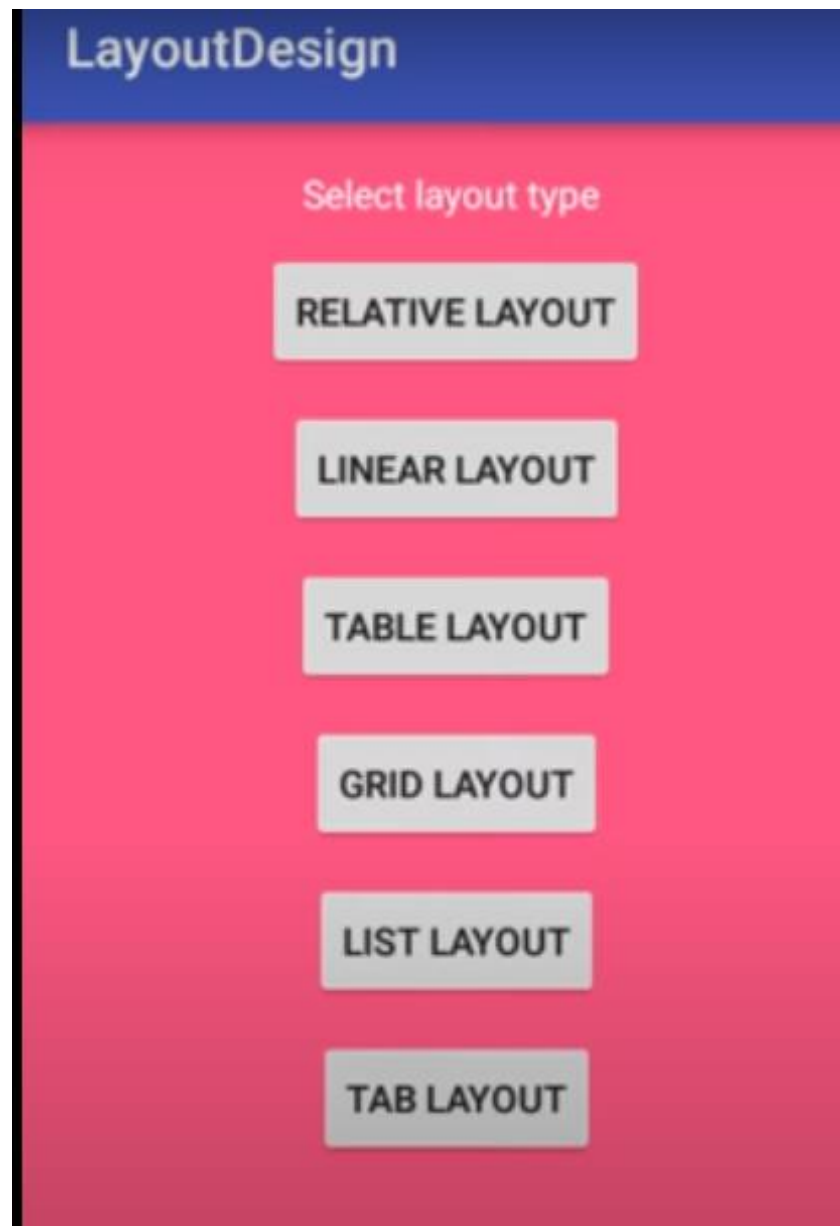 LayoutDesign
Select layout type
RELATIVE LAYOUT
LINEAR LAYOUT
TABLE LAYOUT
GRID LAYOUT
LIST LAYOUT
TAB LAYOUT